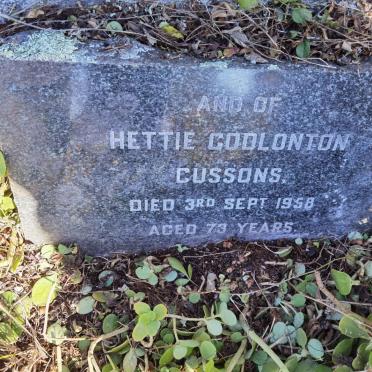 AND OF
HETTIE GODLONTON
CUSSONS.
DIED 3RD SEPT 1958
AGED 73 YEARS.